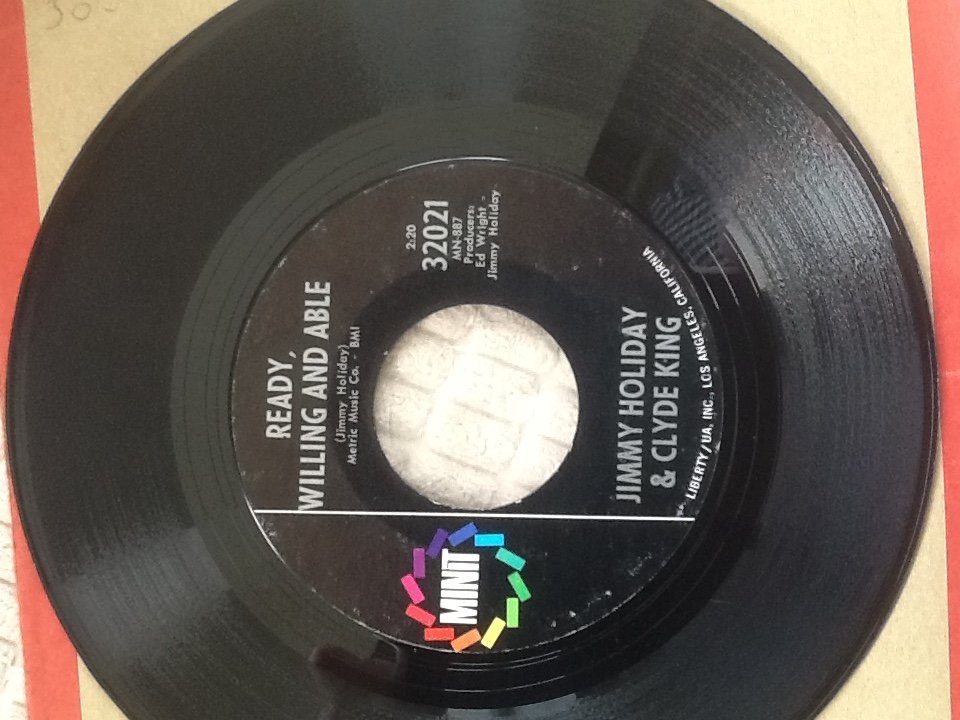 30
READY,
WILLING AND ABLE
(Jimmy Holiday)
Metric Music Co. - BMI
MINIT
2:20
32021
MN-887
Producers:
Ed Wright -
Jimmy Holiday
JIMMY HOLIDAY
& CLYDE KING
LIBERTY/UA, INC., LOS ANGELES, CALIFORNIA